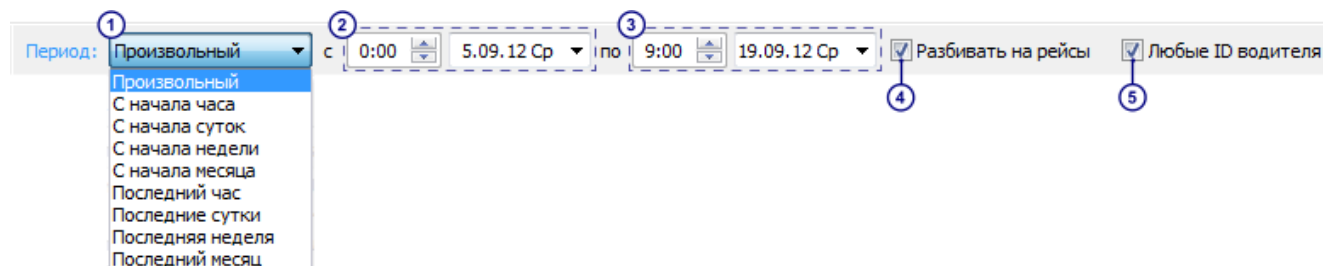 1 2 3
Период: Произвольный с 0:00 5.09.12 Ср по 9:00 19.09.12 Ср Разбивать на рейсы Любые ID водителя
Произвольный
4 5
С начала часа
С начала суток
С начала недели
С начала месяца
Последний час
Последние сутки
Последняя неделя
Последний месяц